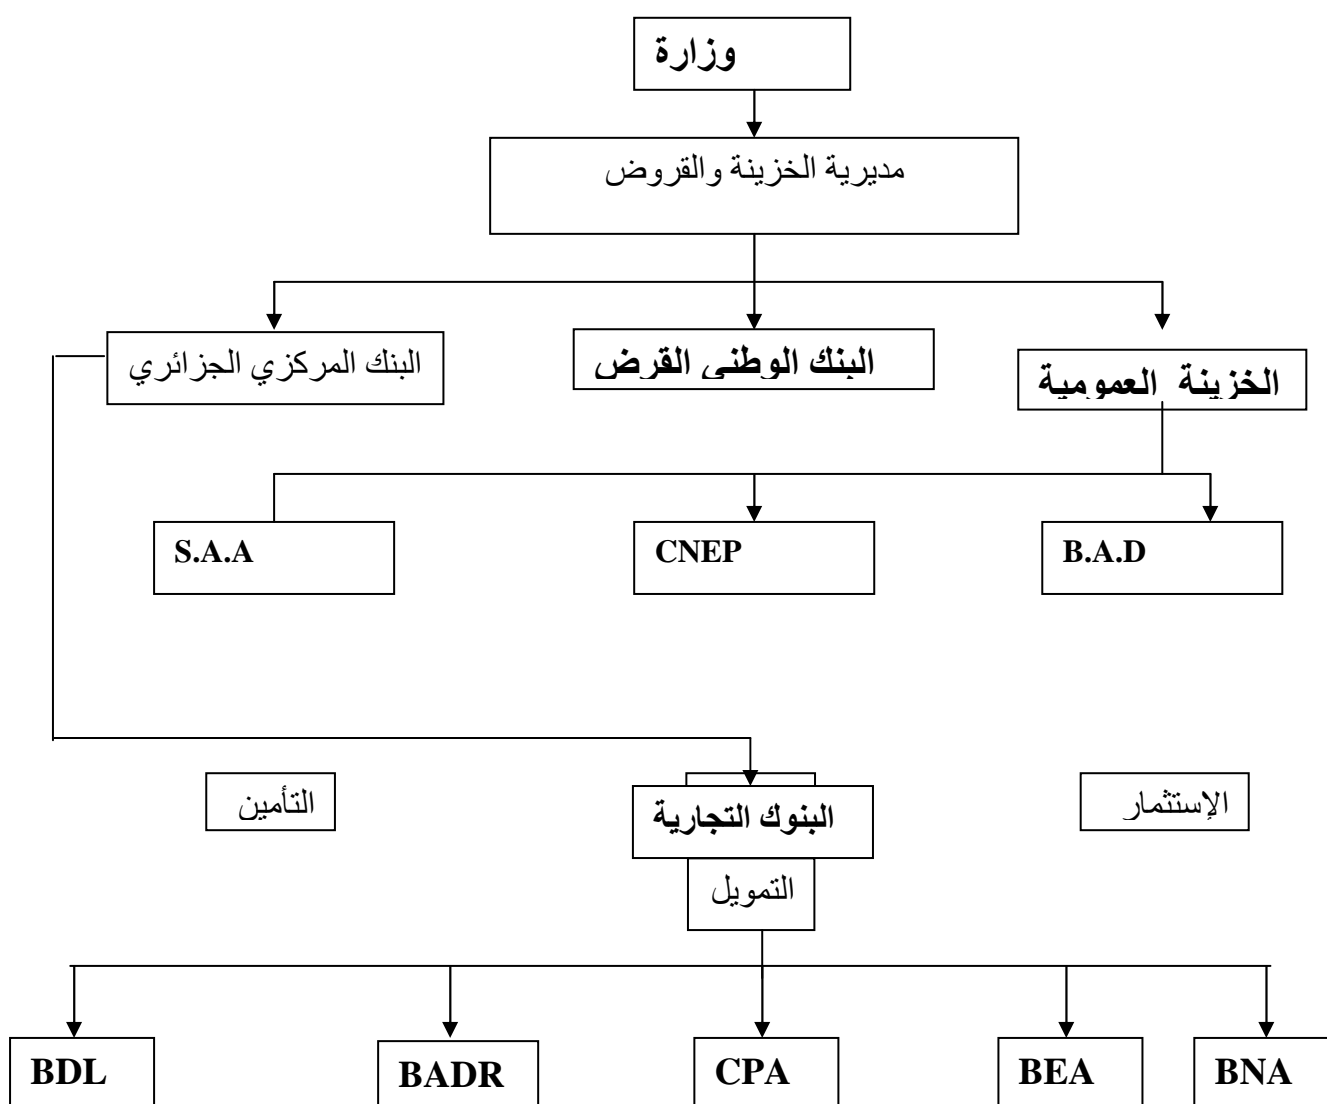 وزارة
مديرية الخزينة والقروض
البنك المركزي الجزائري
البنك الوطني القرض
الخزينة العمومية
S.A.A
CNEP
B.A.D
التأمين
البنوك التجارية
الإستثمار
التمويل
BDL
BADR
CPA
BEA
BNA